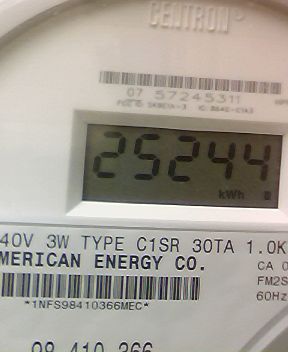 CENTRON
07 57245311
25244
kWh
40V 3W TYPE C1SR 30TA 1.0K
MERICAN ENERGY CO.
CA 0
FM2S
60Hz
*1NFS98410366MEC*
98 410 366